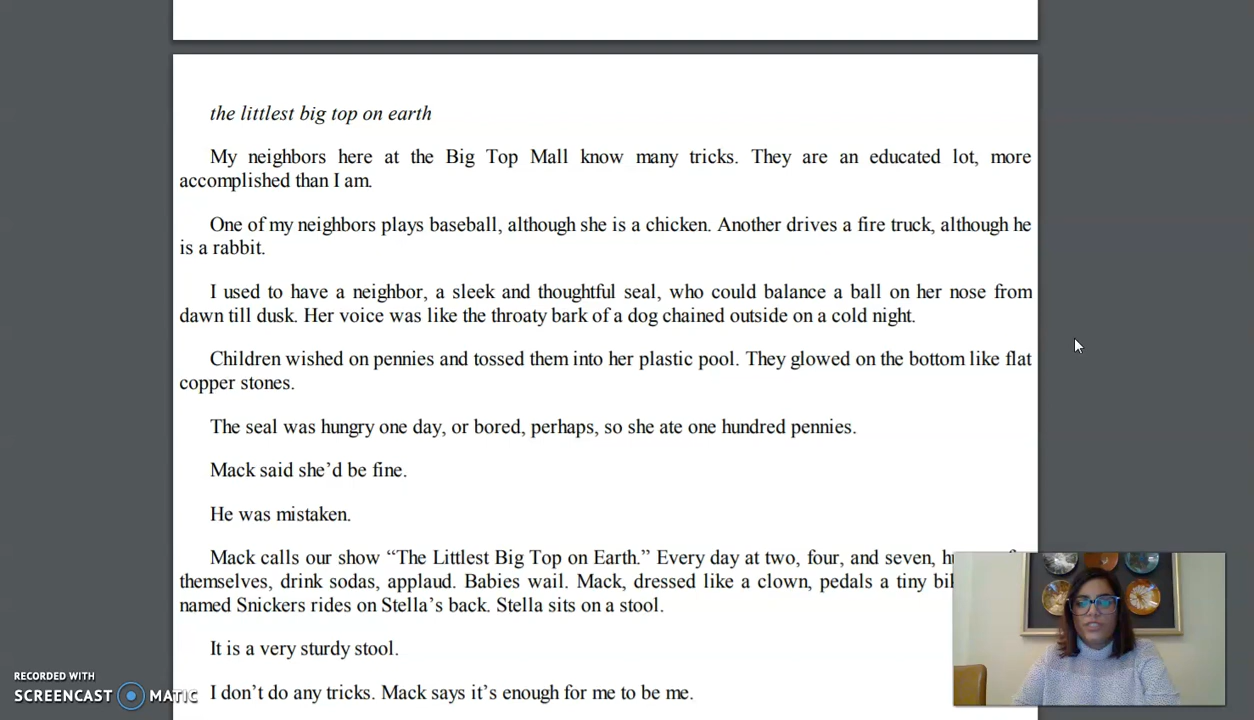 the littlest big top on earth
My neighbors here at the Big Top Mall know many tricks. They are an educated lot, more
accomplished than I am.
One of my neighbors plays baseball, although she is a chicken. Another drives a fire truck, although he
is a rabbit.
I used to have a neighbor, a sleek and thoughtful seal, who could balance a ball on her nose from
dawn till dusk. Her voice was like the throaty bark of a dog chained outside on a cold night.
Children wished on pennies and tossed them into her plastic pool. They glowed on the bottom like flat
copper stones.
The seal was hungry one day, or bored, perhaps, so she ate one hundred pennies.
Mack said she’d be fine.
He was mistaken.
Mack calls our show “The Littlest Big Top on Earth.” Every day at two, four, and seven,
themselves, drink sodas, applaud. Babies wail. Mack, dressed like a clown, pedals a tiny
named Snickers rides on Stella’s back. Stella sits on a stool.
It is a very sturdy stool.
I don’t do any tricks. Mack says it’s enough for me to be me.
RECORDED WITH
SCREENCAST MATIC